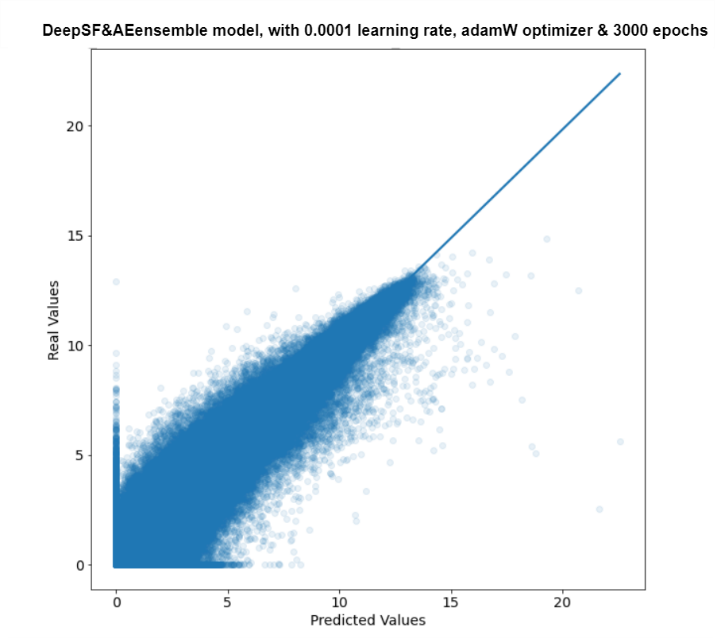 DeepSF&AEensemble model, with 0.0001 learning rate, adamW optimizer & 3000 epochs
20
15
10
5
0
Real Values
0 5 10 15 20
Predicted Values